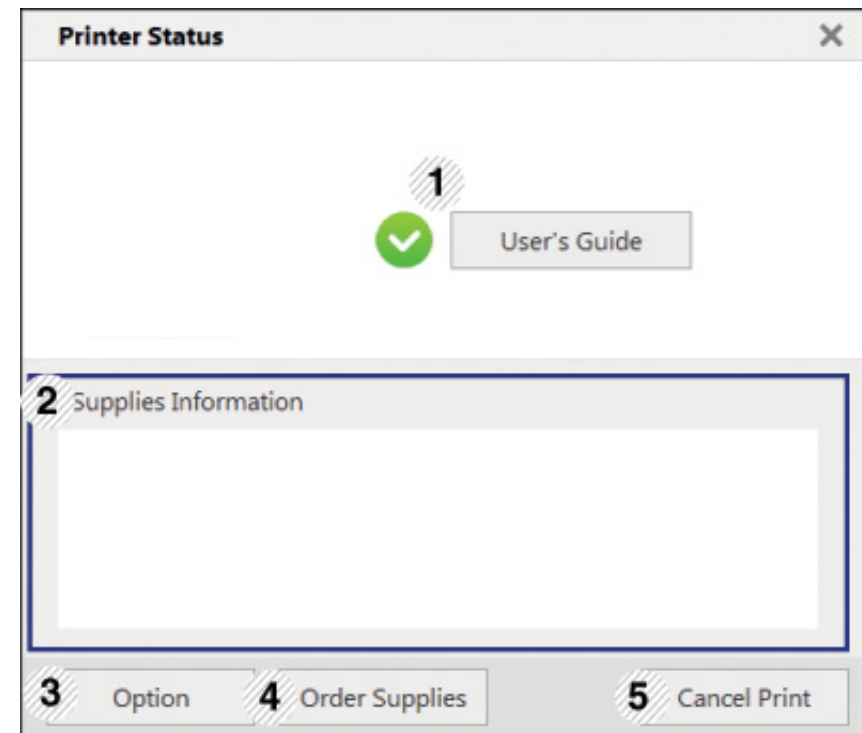 Printer Status
1
User's Guide
2 Supplies Information
3 Option 4 Order Supplies 5 Cancel Print